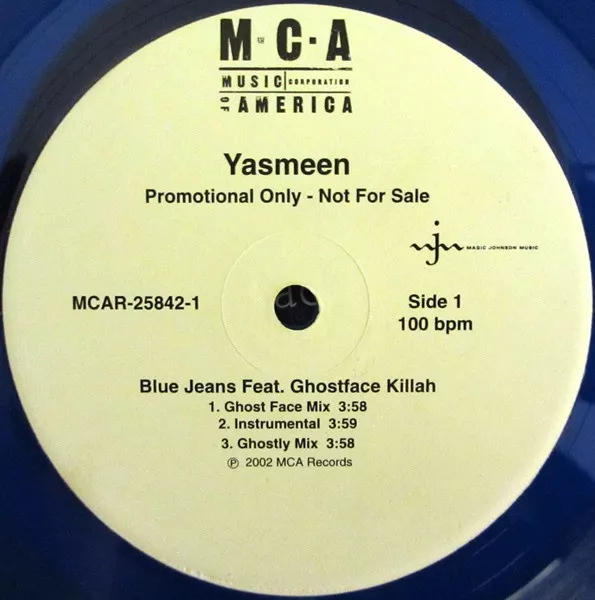 M·C·A
MUSIC CORPORATION
OF AMERICA
Yasmeen
Promotional Only - Not For Sale
mjm MAGIC JOHNSON MUSIC
MCAR-25842-1
Side 1
100 bpm
Blue Jeans Feat. Ghostface Killah
1. Ghost Face Mix 3:58
2. Instrumental 3:59
3. Ghostly Mix 3:58
℗ 2002 MCA Records